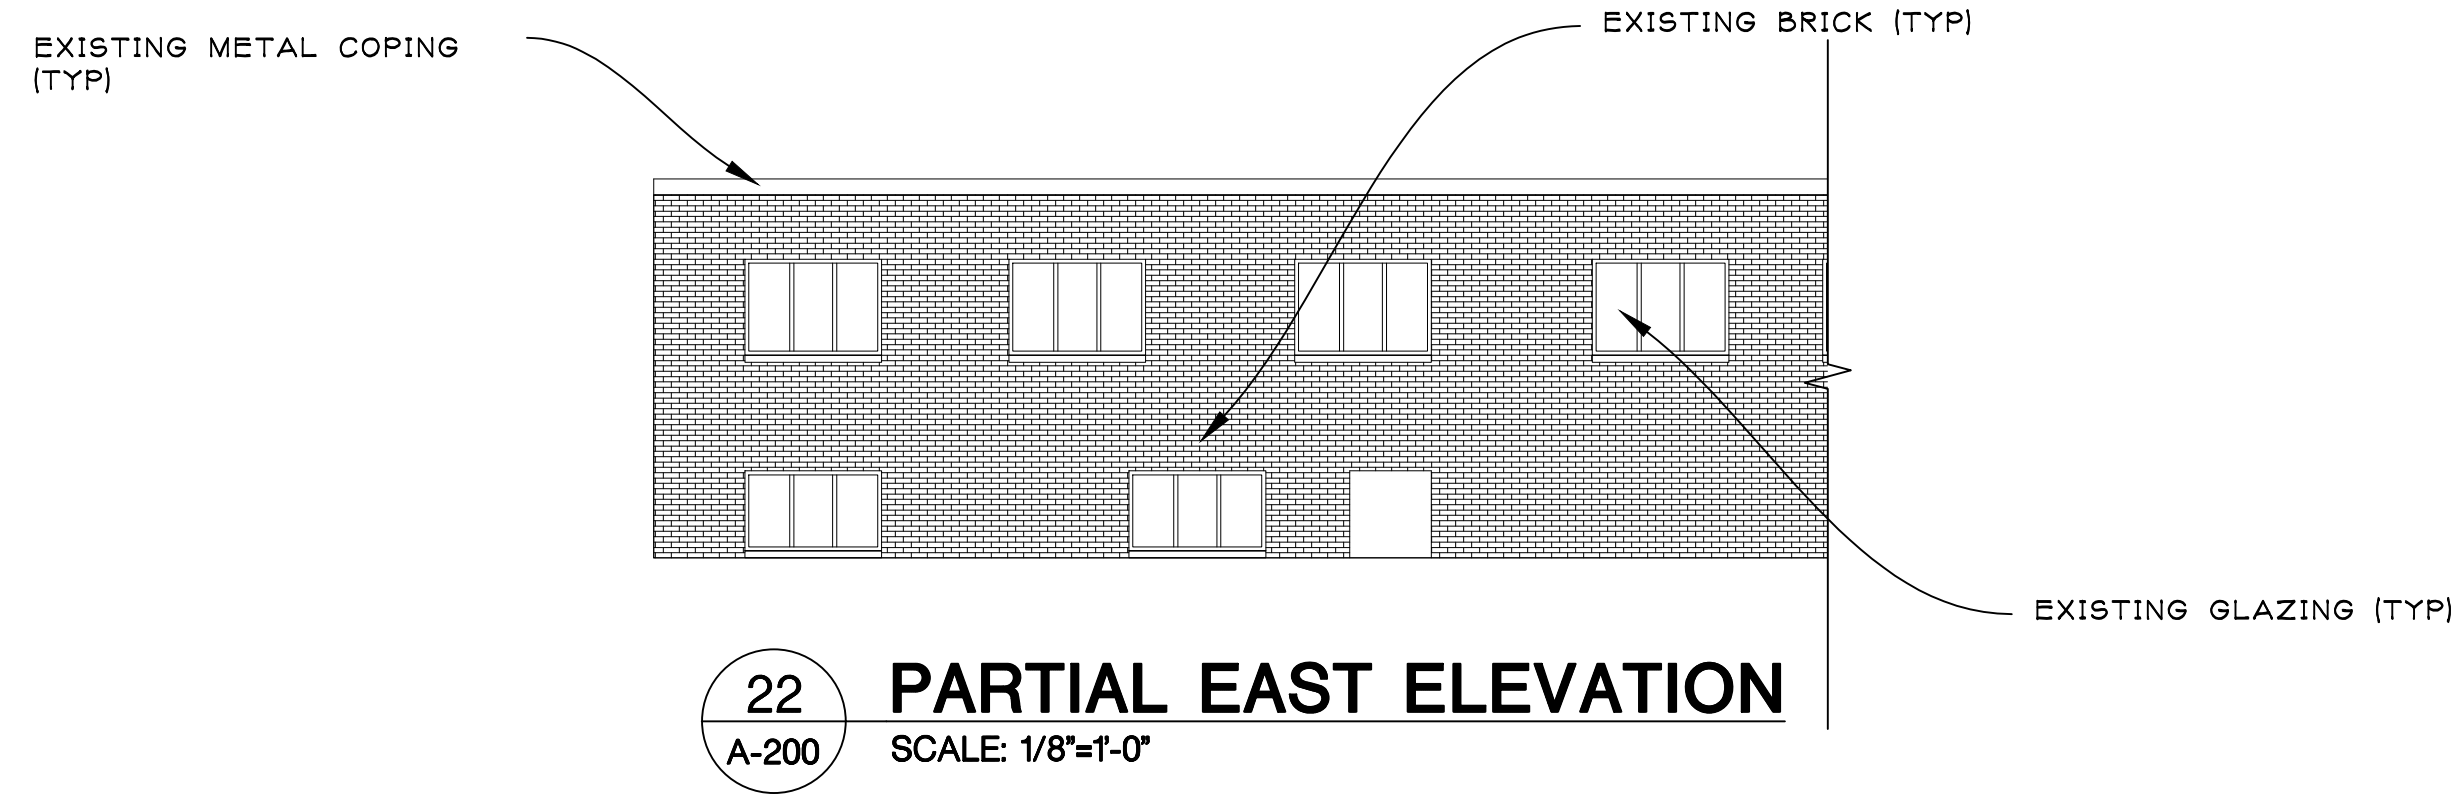 EXISTING METAL COPING
(TYP)
EXISTING BRICK (TYP)
EXISTING GLAZING (TYP)
22
A-200
PARTIAL EAST ELEVATION
SCALE: 1/8"=1'-0"